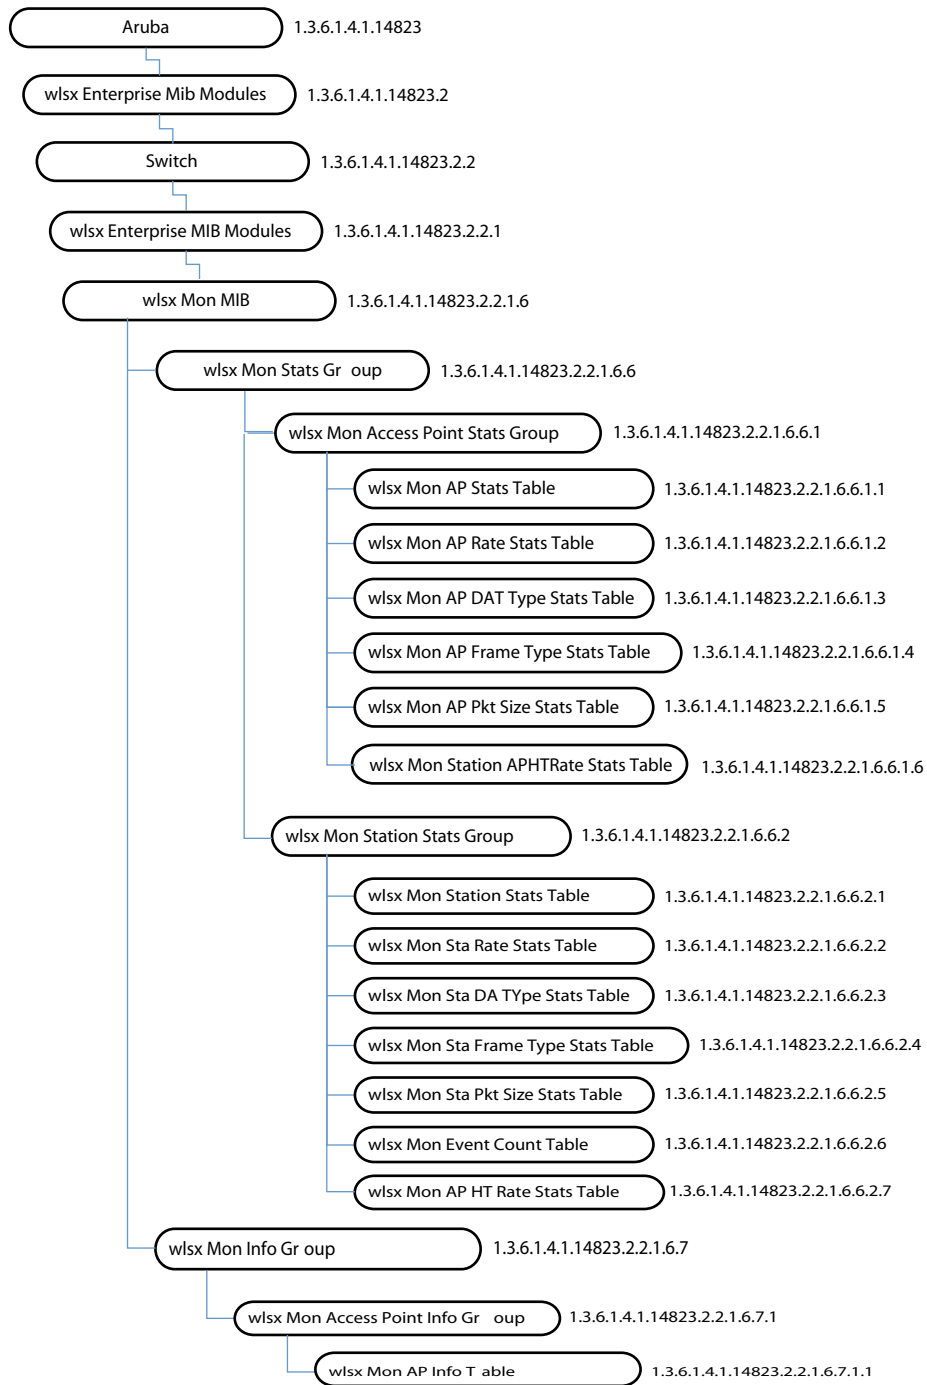 Aruba 1.3.6.1.4.1.14823
wlsx Enterprise Mib Modules 1.3.6.1.4.1.14823.2
Switch 1.3.6.1.4.1.14823.2.2
wlsx Enterprise MIB Modules 1.3.6.1.4.1.14823.2.2.1
wlsx Mon MIB 1.3.6.1.4.1.14823.2.2.1.6
wlsx Mon Stats Gr oup 1.3.6.1.4.1.14823.2.2.1.6.6
wlsx Mon Access Point Stats Group 1.3.6.1.4.1.14823.2.2.1.6.6.1
wlsx Mon AP Stats Table 1.3.6.1.4.1.14823.2.2.1.6.6.1.1
wlsx Mon AP Rate Stats Table 1.3.6.1.4.1.14823.2.2.1.6.6.1.2
wlsx Mon AP DAT Type Stats Table 1.3.6.1.4.1.14823.2.2.1.6.6.1.3
wlsx Mon AP Frame Type Stats Table 1.3.6.1.4.1.14823.2.2.1.6.6.1.4
wlsx Mon AP Pkt Size Stats Table 1.3.6.1.4.1.14823.2.2.1.6.6.1.5
wlsx Mon Station APHTRate Stats Table 1.3.6.1.4.1.14823.2.2.1.6.6.1.6
wlsx Mon Station Stats Group 1.3.6.1.4.1.14823.2.2.1.6.6.2
wlsx Mon Station Stats Table 1.3.6.1.4.1.14823.2.2.1.6.6.2.1
wlsx Mon Sta Rate Stats Table 1.3.6.1.4.1.14823.2.2.1.6.6.2.2
wlsx Mon Sta DA TYpe Stats Table 1.3.6.1.4.1.14823.2.2.1.6.6.2.3
wlsx Mon Sta Frame Type Stats Table 1.3.6.1.4.1.14823.2.2.1.6.6.2.4
wlsx Mon Sta Pkt Size Stats Table 1.3.6.1.4.1.14823.2.2.1.6.6.2.5
wlsx Mon Event Count Table 1.3.6.1.4.1.14823.2.2.1.6.6.2.6
wlsx Mon AP HT Rate Stats Table 1.3.6.1.4.1.14823.2.2.1.6.6.2.7
wlsx Mon Info Gr oup 1.3.6.1.4.1.14823.2.2.1.6.7
wlsx Mon Access Point Info Gr oup 1.3.6.1.4.1.14823.2.2.1.6.7.1
wlsx Mon AP Info T able 1.3.6.1.4.1.14823.2.2.1.6.7.1.1